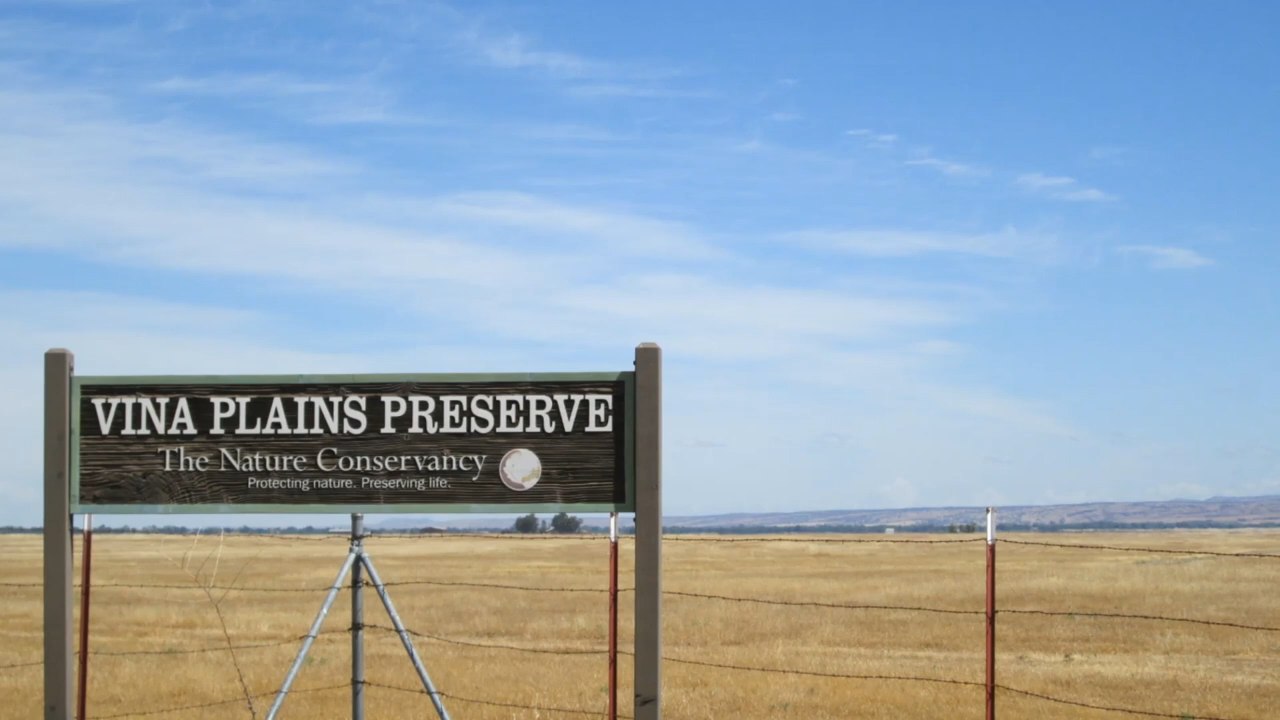 VINA PLAINS PRESERVE
The Nature Conservancy
Protecting nature. Preserving life.